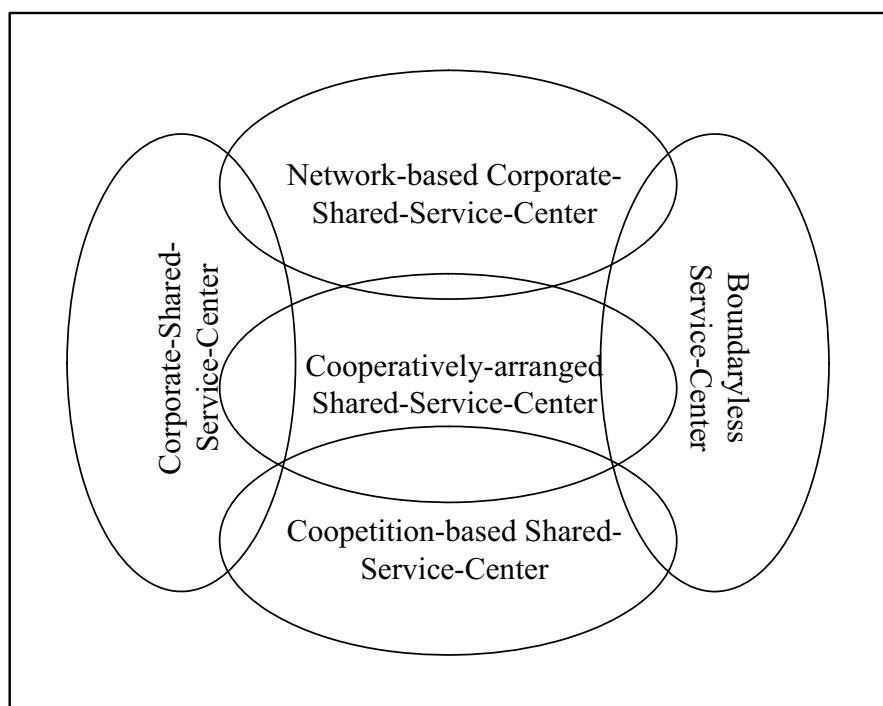 Network-based Corporate-
Shared-Service-Center
Corporate-Shared-
Service-Center
Cooperatively-arranged
Shared-Service-Center
Boundaryless
Service-Center
Coopetition-based Shared-
Service-Center